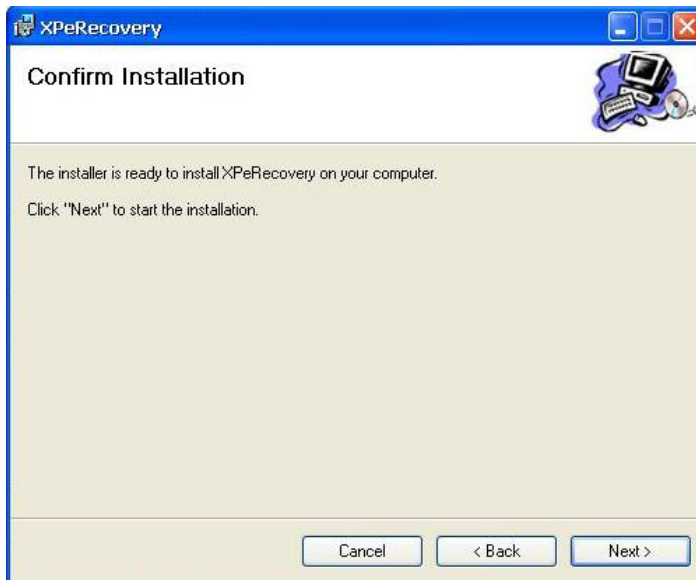 XPeRecovery
Confirm Installation
The installer is ready to install XPeRecovery on your computer.
Click "Next" to start the installation.
Cancel
< Back
Next >